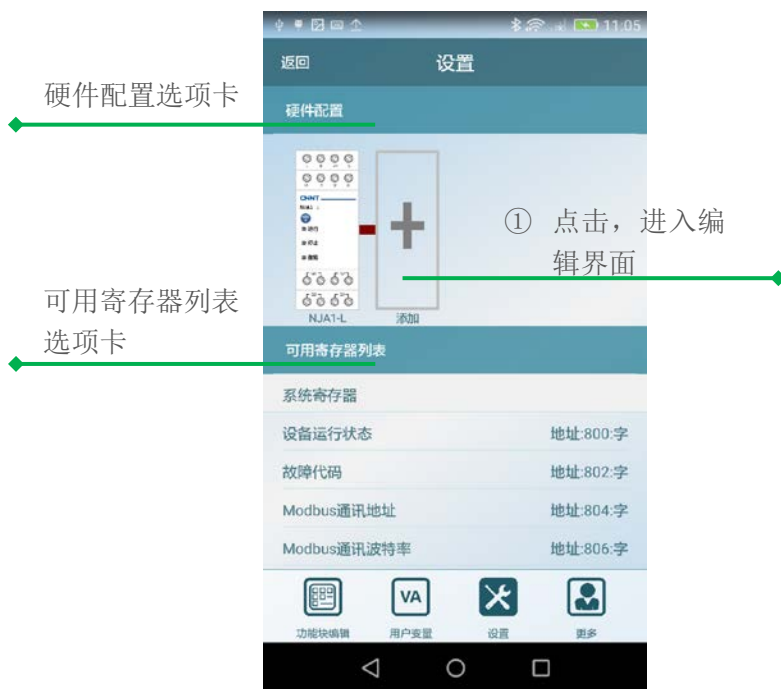 11:05
返回
设置
硬件配置选项卡
硬件配置
CHNT
NJA1-L
添加
① 点击，进入编
辑界面
可用寄存器列表
选项卡
可用寄存器列表
系统寄存器
设备运行状态 地址:800:字
故障代码 地址:802:字
Modbus通讯地址 地址:804:字
Modbus通讯波特率 地址:806:字
VA
功能块编辑 用户变量 设置 更多